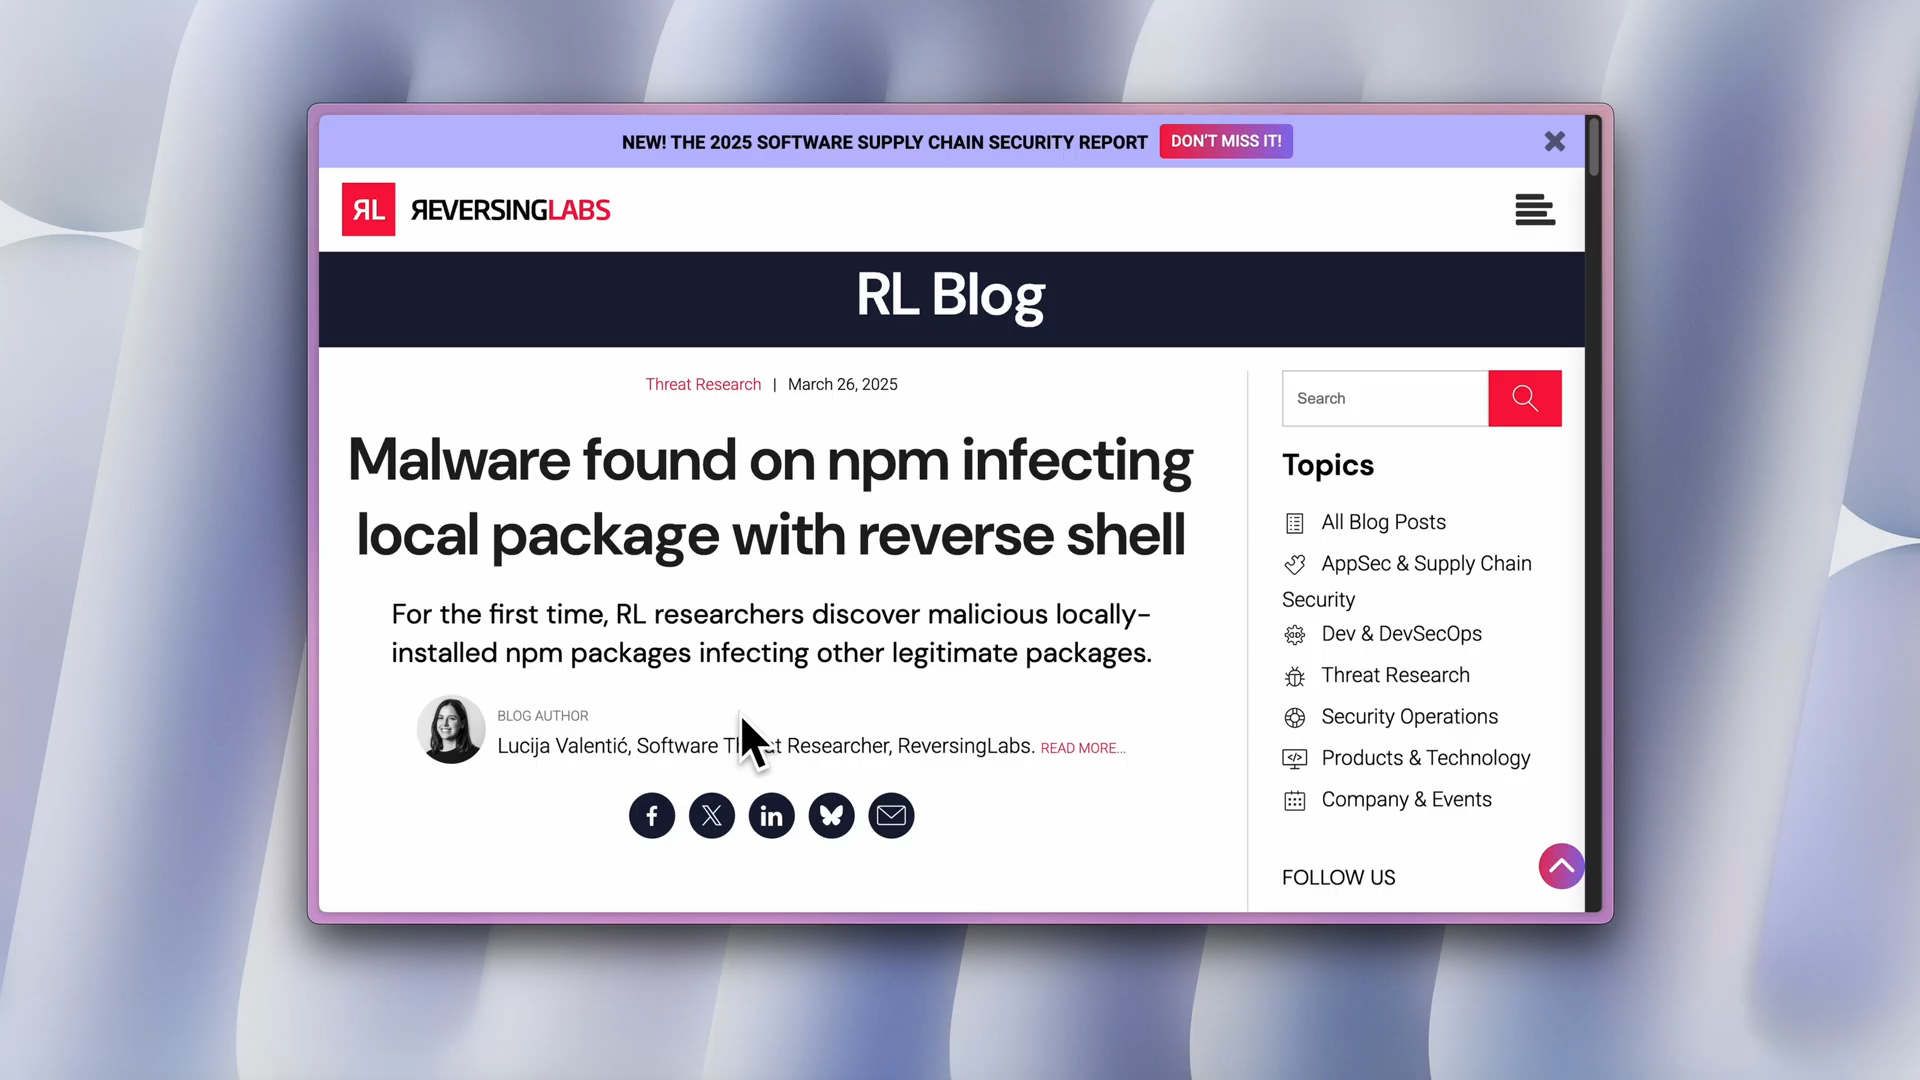 NEW! THE 2025 SOFTWARE SUPPLY CHAIN SECURITY REPORT DON'T MISS IT!
RL REVERSINGLABS
RL Blog
Threat Research | March 26, 2025
Malware found on npm infecting
local package with reverse shell
For the first time, RL researchers discover malicious locally-
installed npm packages infecting other legitimate packages.
BLOG AUTHOR
Lucija Valentić, Software Threat Researcher, ReversingLabs. READ MORE...
Search
Topics
All Blog Posts
AppSec & Supply Chain
Security
Dev & DevSecOps
Threat Research
Security Operations
Products & Technology
Company & Events
FOLLOW US